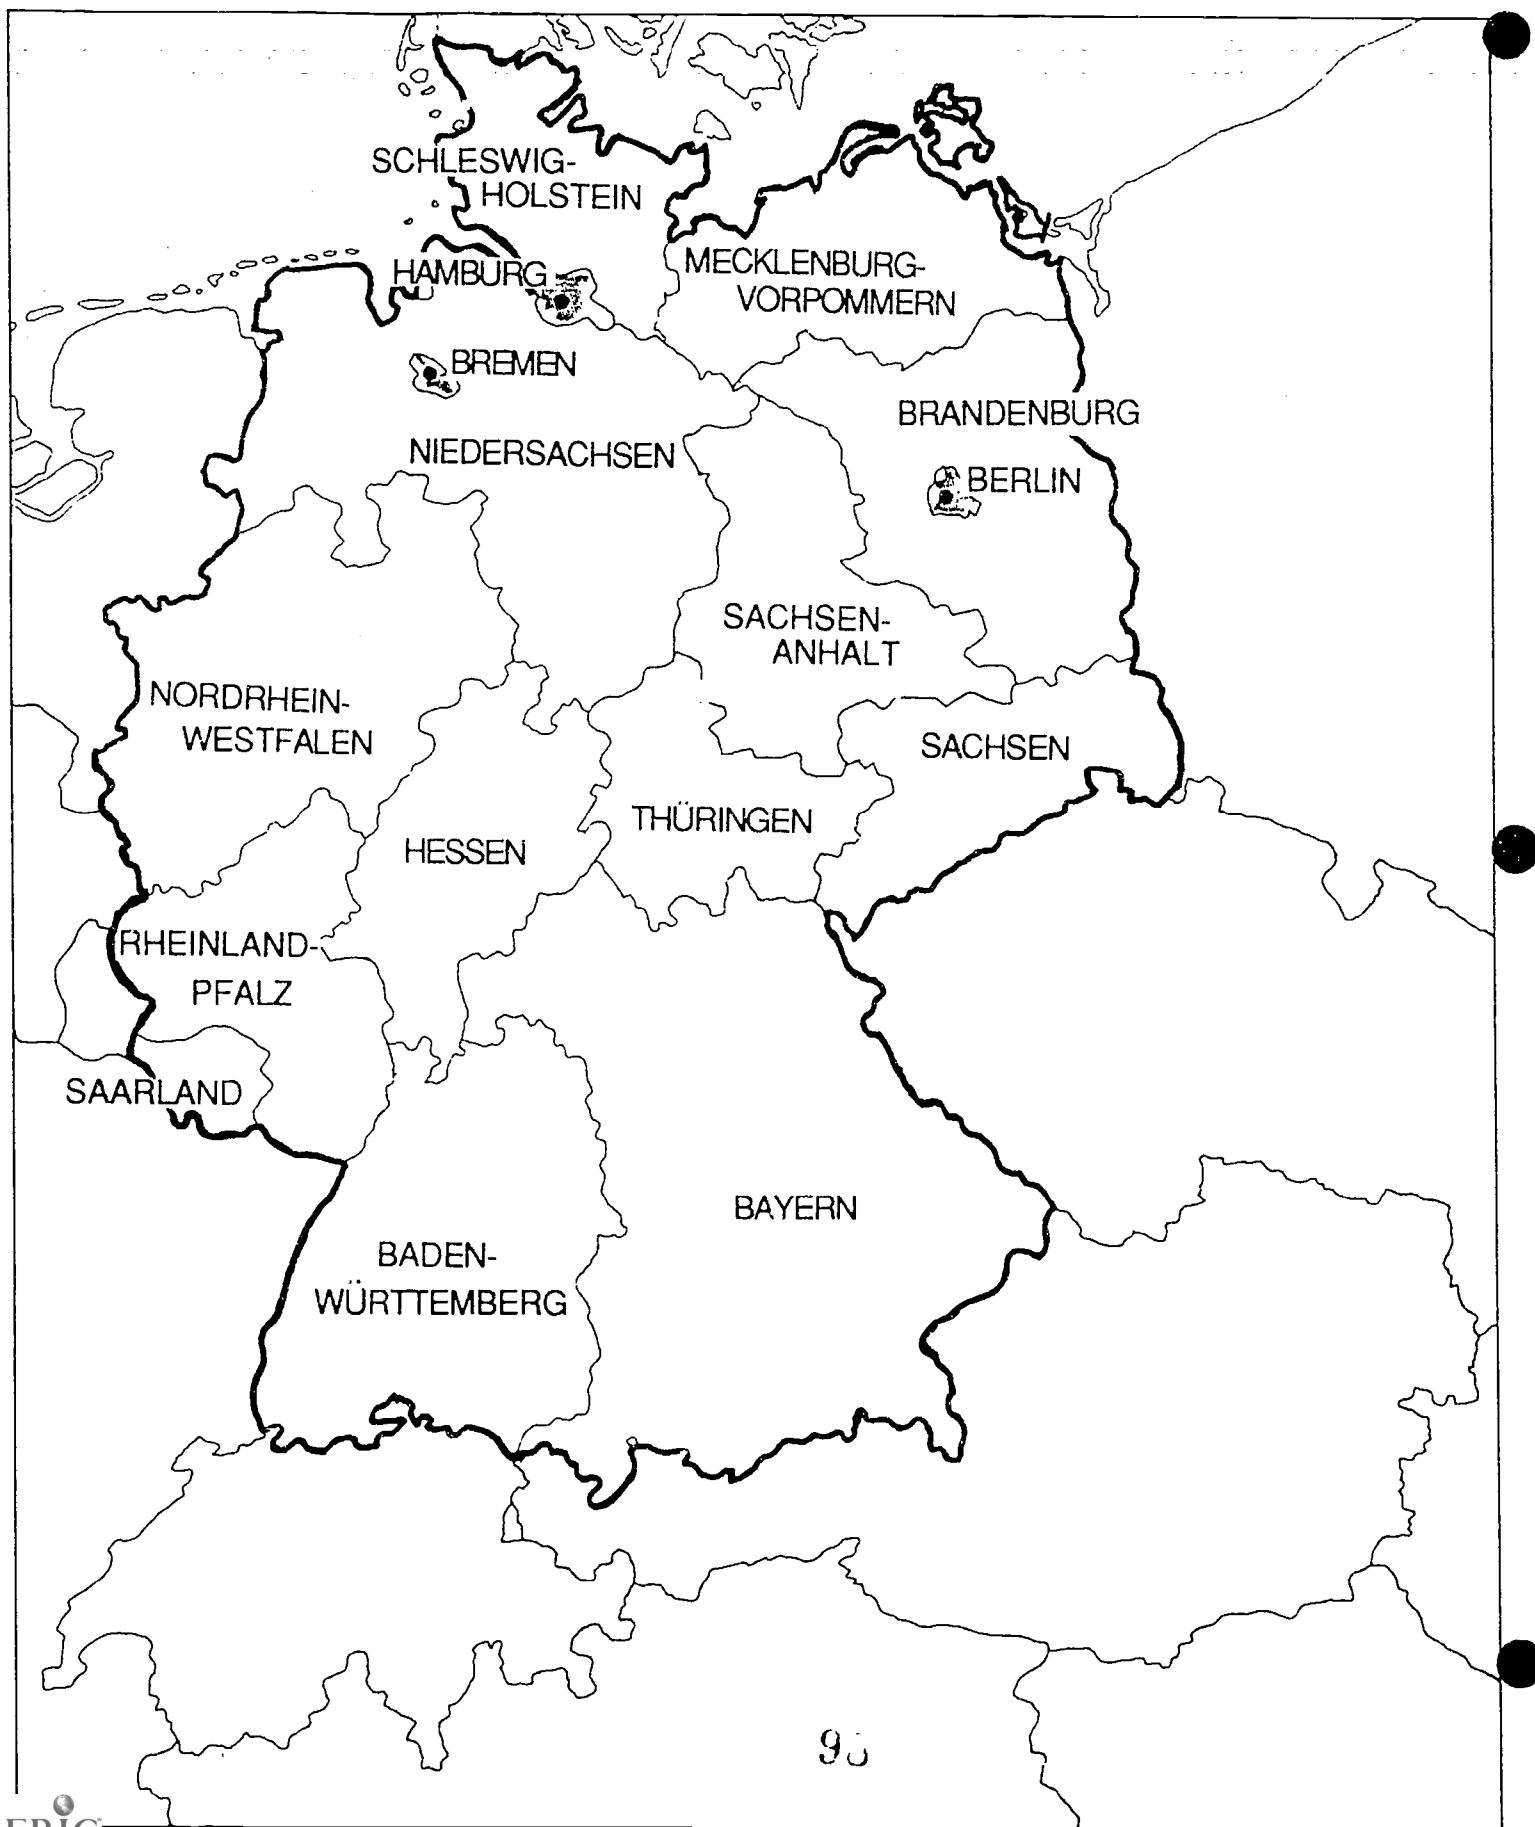 SCHLESWIG-
HOLSTEIN
HAMBURG
MECKLENBURG-
VORPOMMERN
BREMEN
BRANDENBURG
NIEDERSACHSEN
BERLIN
SACHSEN-
ANHALT
NORDRHEIN-
WESTFALEN
SACHSEN
THÜRINGEN
HESSEN
RHEINLAND-
PFALZ
SAARLAND
BAYERN
BADEN-
WÜRTTEMBERG
ERIC